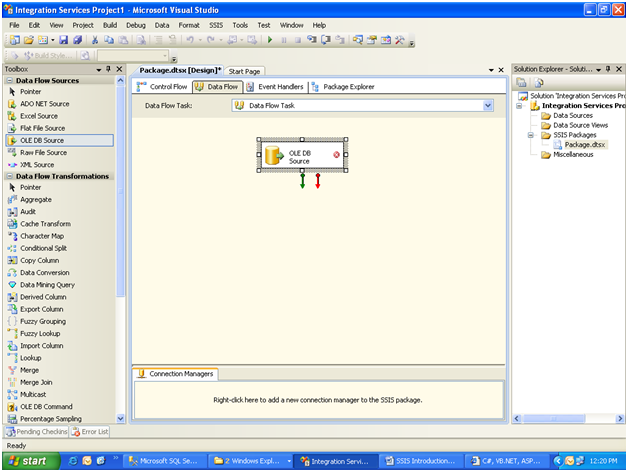 Integration Services Project1 - Microsoft Visual Studio
File Edit View Project Build Debug Data Format SSIS Tools Test Window Help
Build Style...
Toolbox
Package.dtsx [Design]* Start Page
Solution Explorer - Soluti...
Data Flow Sources
Pointer
ADO NET Source
Excel Source
Flat File Source
OLE DB Source
Raw File Source
XML Source
Data Flow Transformations
Pointer
Aggregate
Audit
Cache Transform
Character Map
Conditional Split
Copy Column
Data Conversion
Data Mining Query
Derived Column
Export Column
Fuzzy Grouping
Fuzzy Lookup
Import Column
Lookup
Merge
Merge Join
Multicast
OLE DB Command
Percentage Sampling
Control Flow Data Flow Event Handlers Package Explorer
Data Flow Task: Data Flow Task
OLE DB
Source
Connection Managers
Right-click here to add a new connection manager to the SSIS package.
Solution 'Integration Services Proj
Integration Services Pro
Data Sources
Data Source Views
SSIS Packages
Package.dtsx
Miscellaneous
Pending Checkins Error List
Ready
start Microsoft SQL Se... 2 Windows Expl... Integration Servi... SSIS Introduction... C#, VB.NET, ASP... 12:20 PM